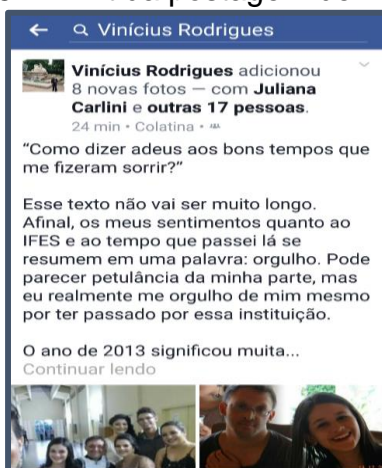 Vinícius Rodrigues
Vinícius Rodrigues adicionou
8 novas fotos — com Juliana
Carlini e outras 17 pessoas.
24 min • Colatina •
“Como dizer adeus aos bons tempos que
me fizeram sorrir?”
Esse texto não vai ser muito longo.
Afinal, os meus sentimentos quanto ao
IFES e ao tempo que passei lá se
resumem em uma palavra: orgulho. Pode
parecer petulância da minha parte, mas
eu realmente me orgulho de mim mesmo
por ter passado por essa instituição.
O ano de 2013 significou muita...
Continuar lendo